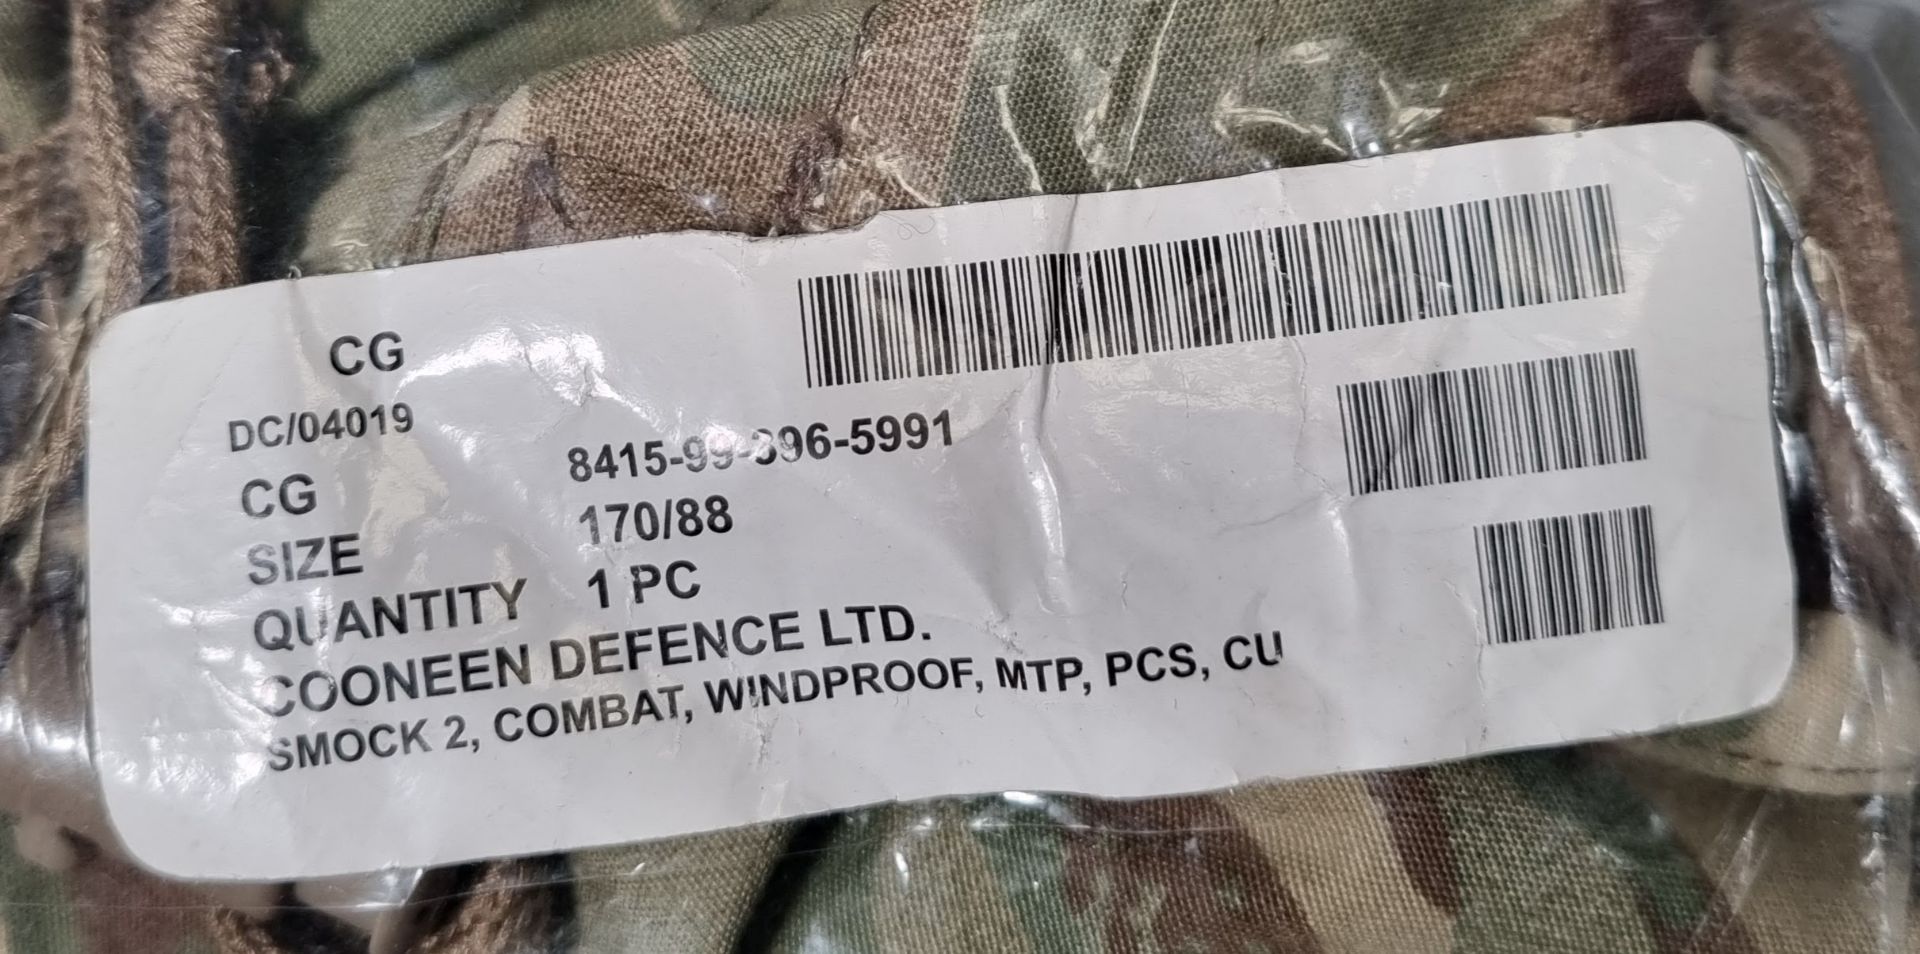 CG
DC/04019
CG 8415-99-396-5991
SIZE 170/88
QUANTITY 1 PC
COONEEN DEFENCE LTD.
SMOCK 2, COMBAT, WINDPROOF, MTP, PCS, CU